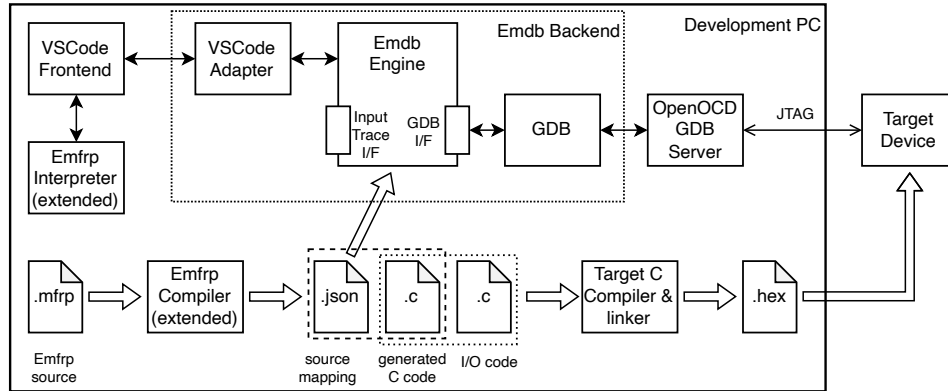 Development PC
Emdb Backend
VSCode
Frontend
VSCode
Adapter
Emdb
Engine
Input
Trace
I/F
GDB
I/F
GDB
OpenOCD
GDB
Server
JTAG
Target
Device
Emfrp
Interpreter
(extended)
.mfrp
Emfrp
Compiler
(extended)
.json
.c
.c
Target C
Compiler &
linker
.hex
Emfrp
source
source
mapping
generated
C code
I/O code